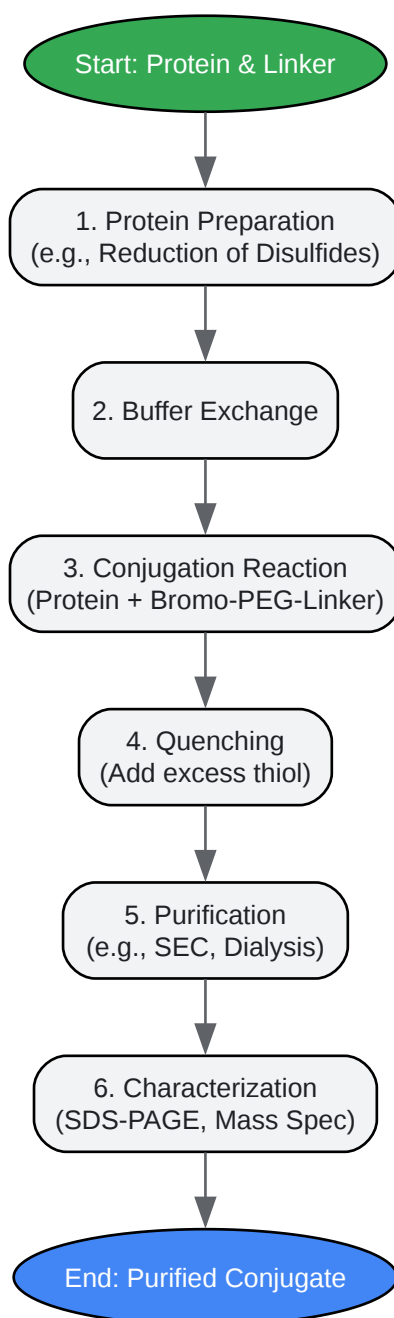 Start: Protein & Linker
1. Protein Preparation
(e.g., Reduction of Disulfides)
2. Buffer Exchange
3. Conjugation Reaction
(Protein + Bromo-PEG-Linker)
4. Quenching
(Add excess thiol)
5. Purification
(e.g., SEC, Dialysis)
6. Characterization
(SDS-PAGE, Mass Spec)
End: Purified Conjugate